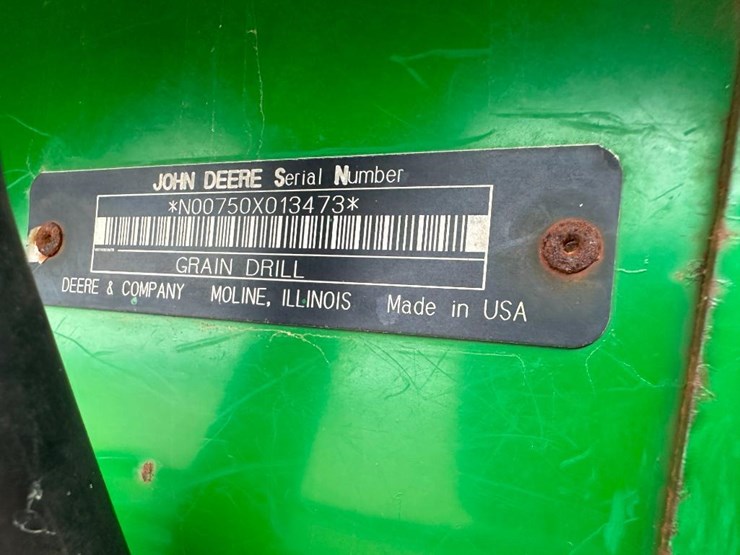 JOHN DEERE Serial Number
*N00750X013473*
GRAIN DRILL
DEERE & COMPANY MOLINE, ILLINOIS Made in USA